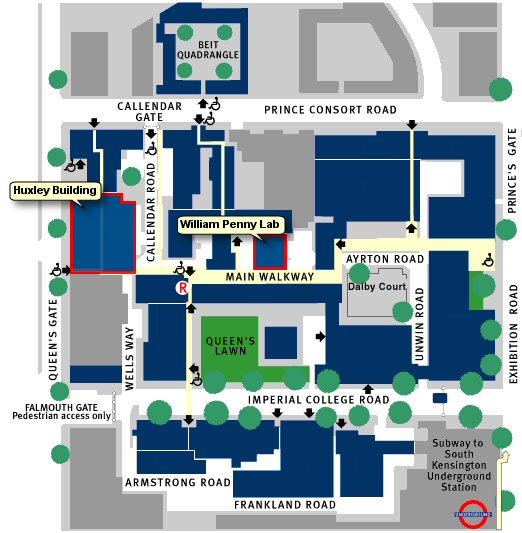 BEIT
QUADRANGLE
CALLENDAR
GATE
PRINCE CONSORT ROAD
PRINCE'S GATE
Huxley Building
CALLENDAR ROAD
William Penny Lab
AYRTON ROAD
MAIN WALKWAY
R
Dalby Court
QUEEN'S GATE
WELLS WAY
QUEEN'S
LAWN
UNWIN ROAD
EXHIBITION ROAD
IMPERIAL COLLEGE ROAD
FALMOUTH GATE
Pedestrian access only
ARMSTRONG ROAD
FRANKLAND ROAD
Subway to
South
Kensington
Underground
Station
UNDERGROUND